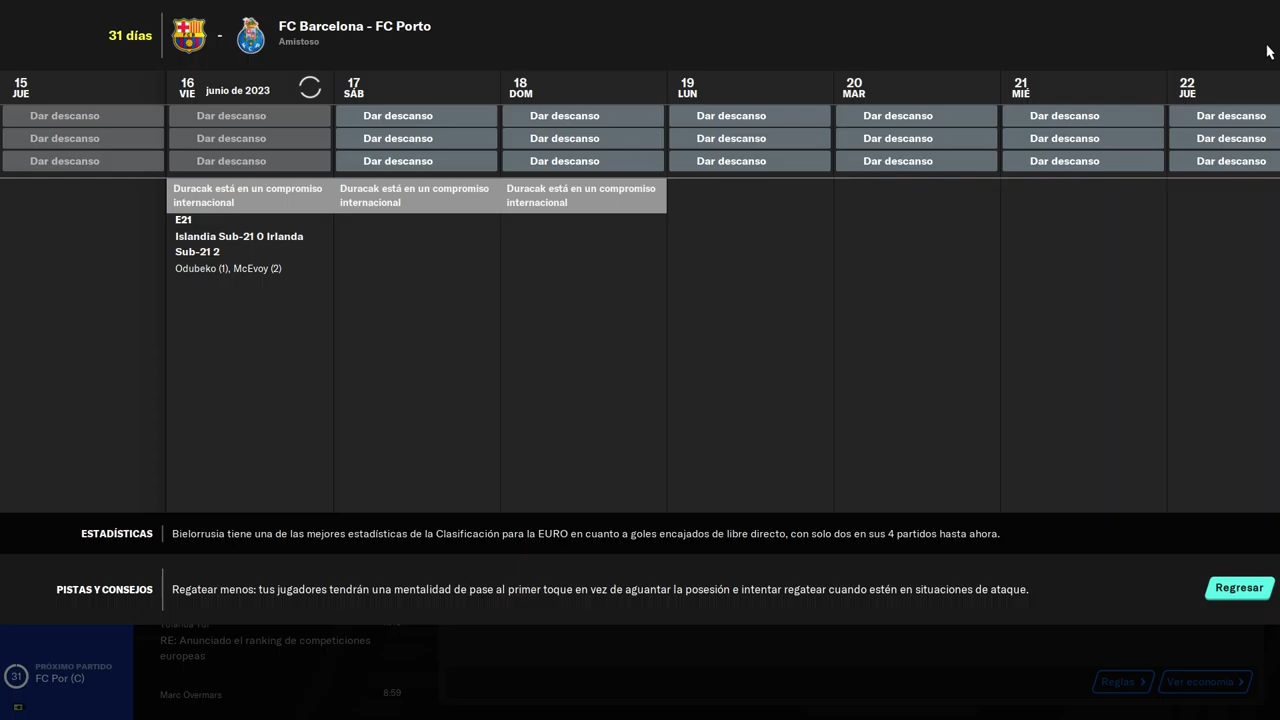 31 días
FC Barcelona - FC Porto
Amistoso
15
JUE
16
VIE
junio de 2023
17
SÁB
18
DOM
19
LUN
20
MAR
21
MIÉ
22
JUE
Dar descanso Dar descanso Dar descanso Dar descanso Dar descanso Dar descanso Dar descanso Dar descanso
Dar descanso Dar descanso Dar descanso Dar descanso Dar descanso Dar descanso Dar descanso Dar descanso
Dar descanso Dar descanso Dar descanso Dar descanso Dar descanso Dar descanso Dar descanso Dar descanso
Duracak está en un compromiso
internacional
Duracak está en un compromiso
internacional
Duracak está en un compromiso
internacional
E21
Islandia Sub-21 0 Irlanda
Sub-21 2
Odubeko (1), McEvoy (2)
ESTADÍSTICAS
Bielorrusia tiene una de las mejores estadísticas de la Clasificación para la EURO en cuanto a goles encajados de libre directo, con solo dos en sus 4 partidos hasta ahora.
PISTAS Y CONSEJOS
Regatear menos: tus jugadores tendrán una mentalidad de pase al primer toque en vez de aguantar la posesión e intentar regatear cuando estén en situaciones de ataque.
Regresar
RE: Anunciado el ranking de competiciones
europeas
Marc Overmars 8:59
31
PRÓXIMO PARTIDO
FC Por (C)
Reglas
Ver economía